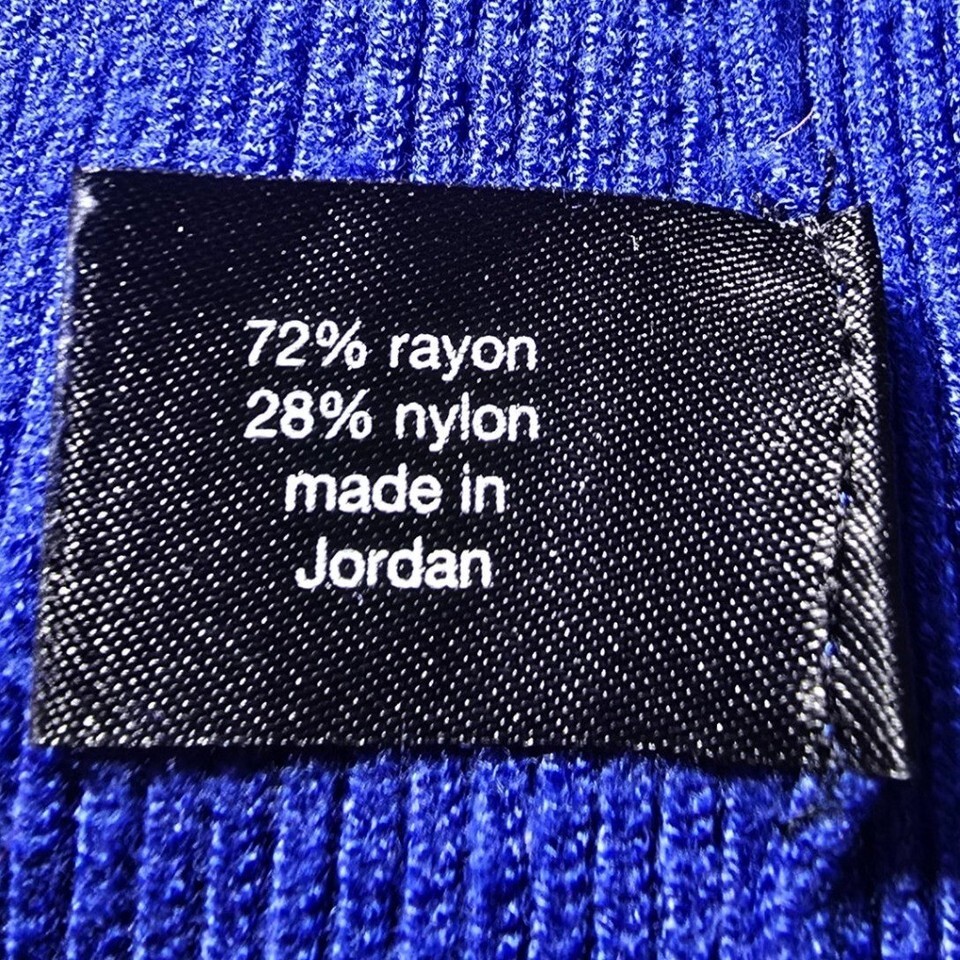 72% rayon
28% nylon
made in
Jordan